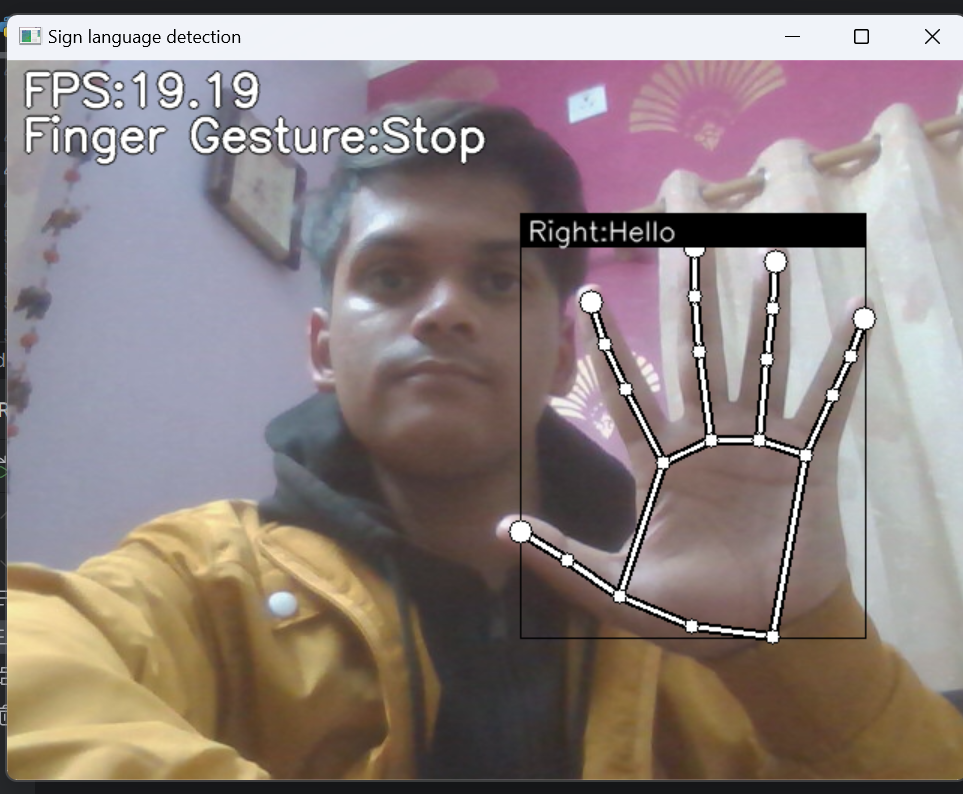 Sign language detection
FPS:19.19
Finger Gesture:Stop
Right:Hello